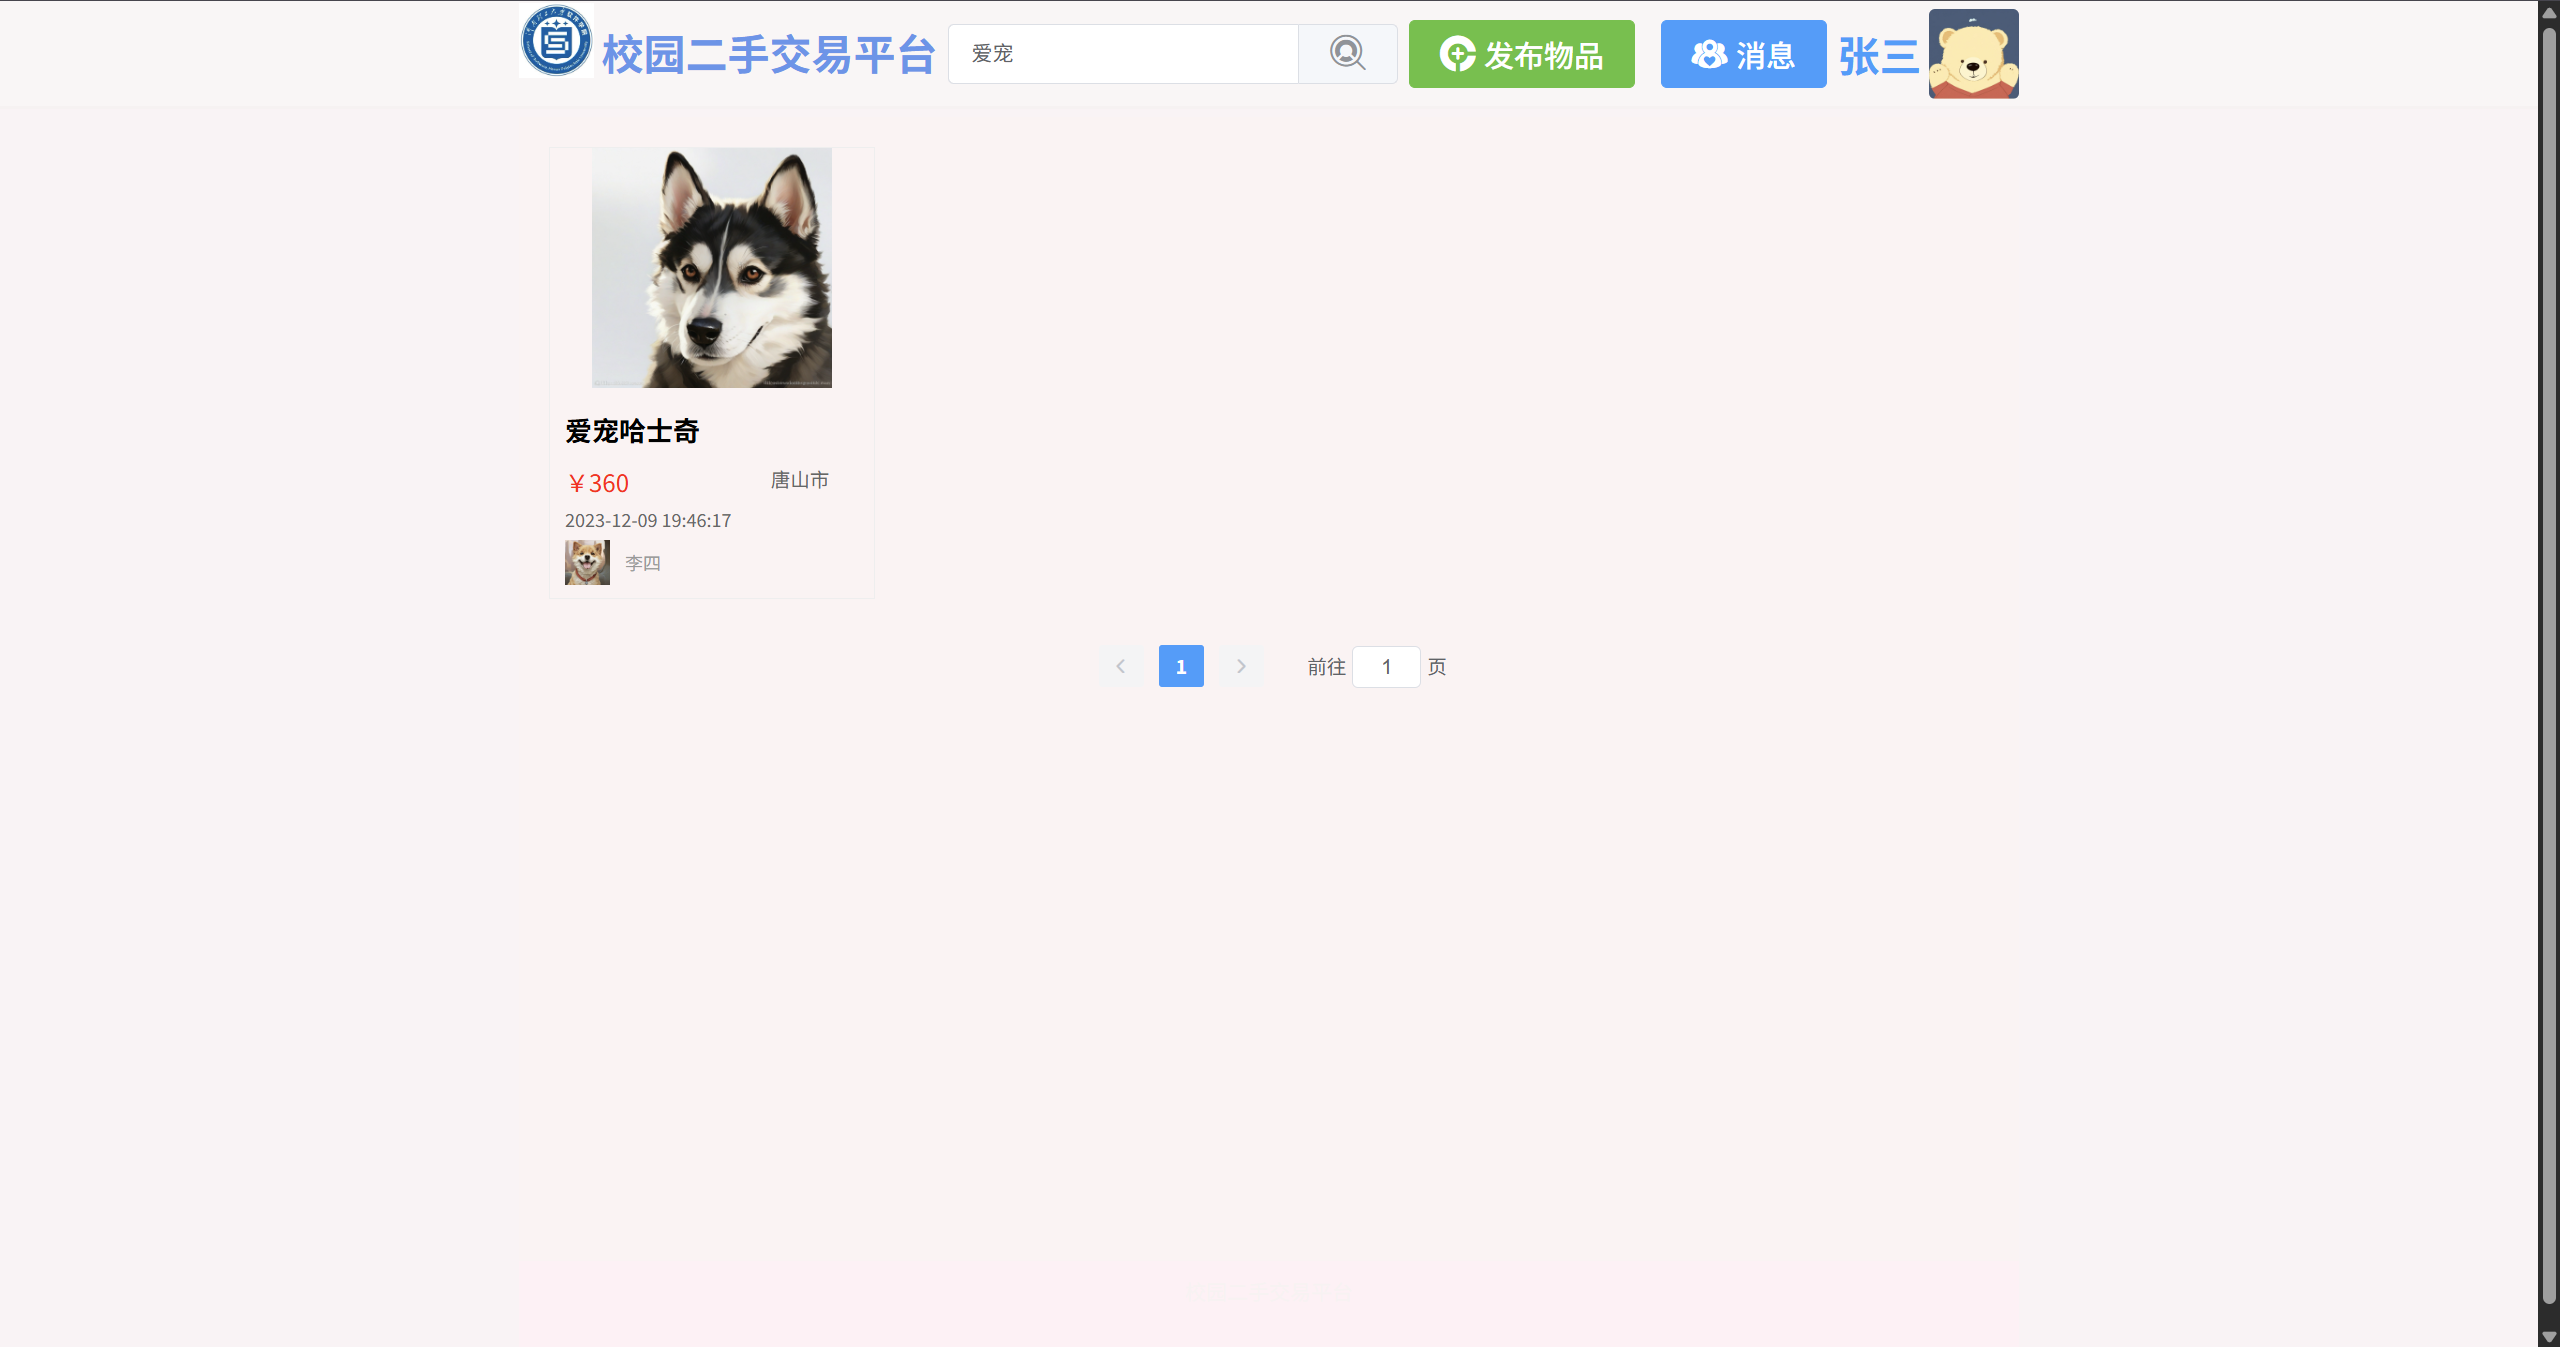 校园二手交易平台
爱宠
发布物品
消息
张三
爱宠哈士奇
￥360
唐山市
2023-12-09 19:46:17
李四
1
前往 1 页